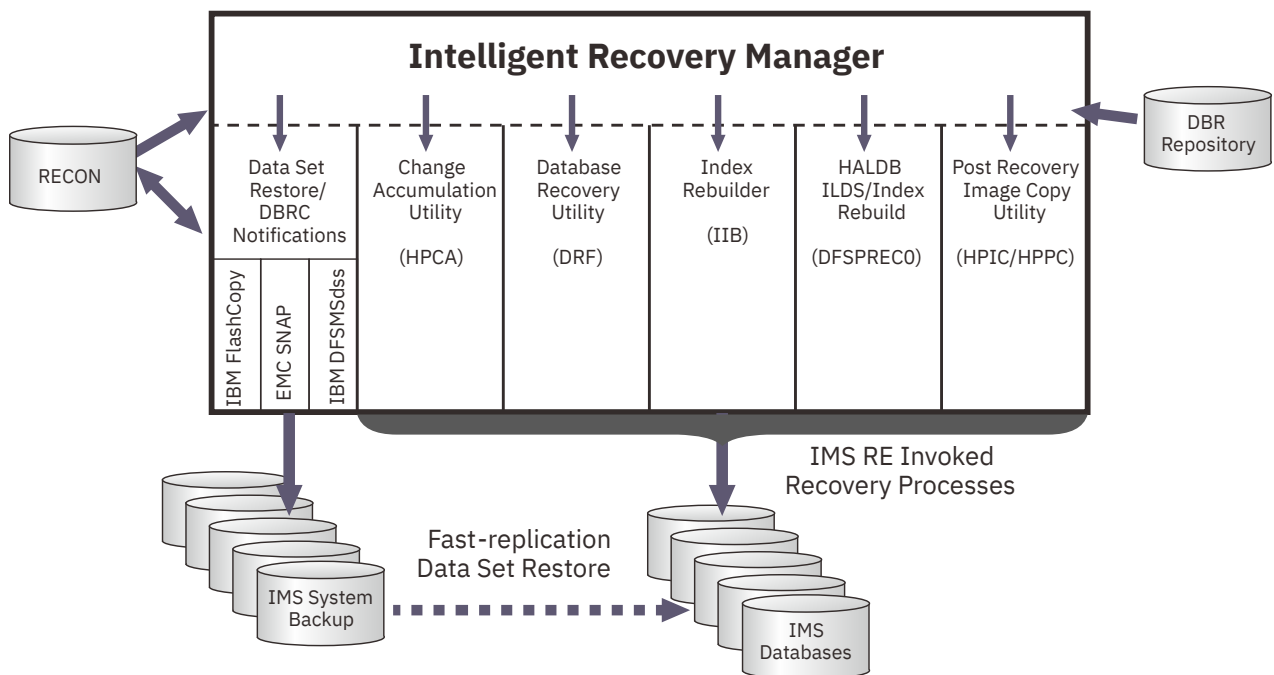 Intelligent Recovery Manager
RECON
DBR
Repository
Data Set
Restore/
DBRC
Notifications
Change
Accumulation
Utility
(HPCA)
Database
Recovery
Utility
(DRF)
Index
Rebuilder
(IIB)
HALDB
ILDS/Index
Rebuild
(DFSPREC0)
Post Recovery
Image Copy
Utility
(HPIC/HPPC)
IBM FlashCopy
EMC SNAP
IBM DFSMSdss
IMS RE Invoked
Recovery Processes
Fast-replication
Data Set Restore
IMS System
Backup
IMS
Databases